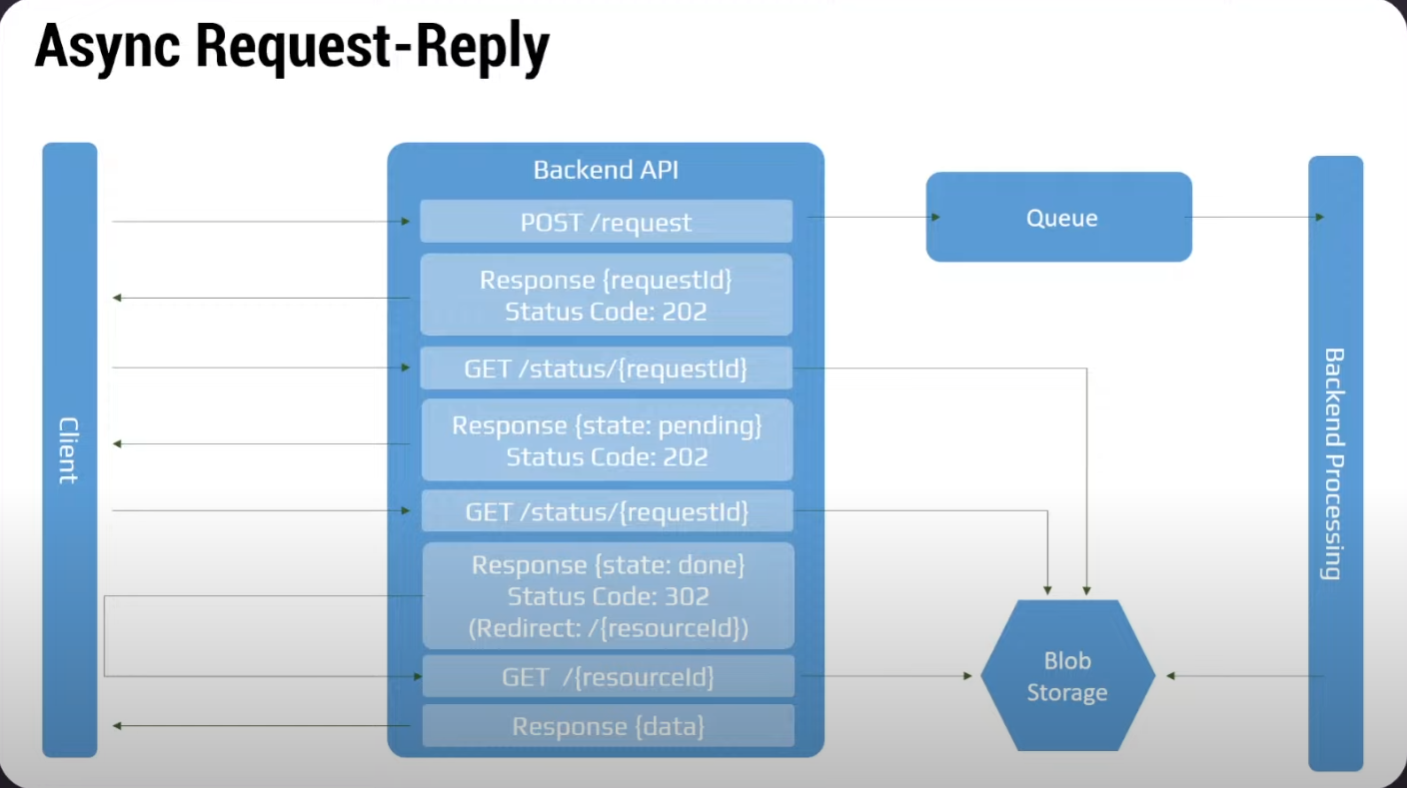 Async Request-Reply
Client
Backend API
POST /request
Response {requestId}
Status Code: 202
GET /status/{requestId}
Response {state: pending}
Status Code: 202
GET /status/{requestId}
Response {state: done}
Status Code: 302
(Redirect: /{resourceId})
GET /{resourceId}
Response {data}
Queue
Blob
Storage
Backend Processing